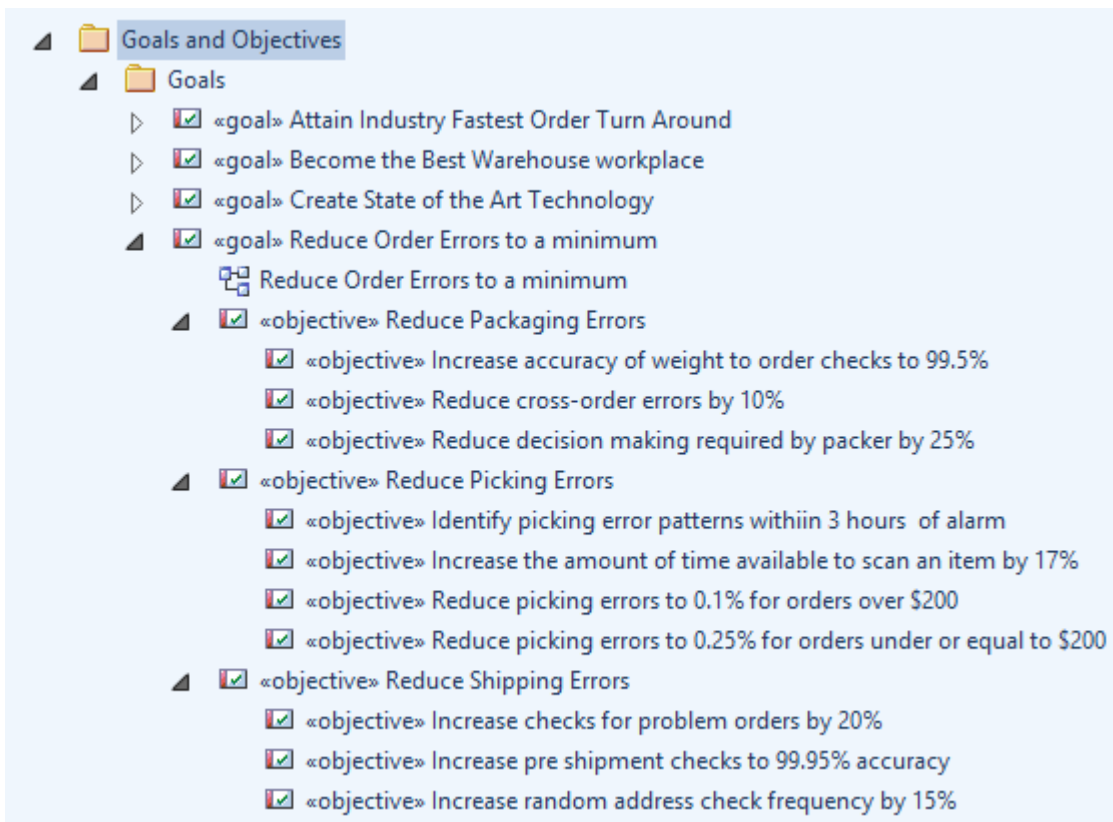 Goals and Objectives
Goals
«goal» Attain Industry Fastest Order Turn Around
«goal» Become the Best Warehouse workplace
«goal» Create State of the Art Technology
«goal» Reduce Order Errors to a minimum
Reduce Order Errors to a minimum
«objective» Reduce Packaging Errors
«objective» Increase accuracy of weight to order checks to 99.5%
«objective» Reduce cross-order errors by 10%
«objective» Reduce decision making required by packer by 25%
«objective» Reduce Picking Errors
«objective» Identify picking error patterns withiin 3 hours  of alarm
«objective» Increase the amount of time available to scan an item by 17%
«objective» Reduce picking errors to 0.1% for orders over $200
«objective» Reduce picking errors to 0.25% for orders under or equal to $200
«objective» Reduce Shipping Errors
«objective» Increase checks for problem orders by 20%
«objective» Increase pre shipment checks to 99.95% accuracy
«objective» Increase random address check frequency by 15%